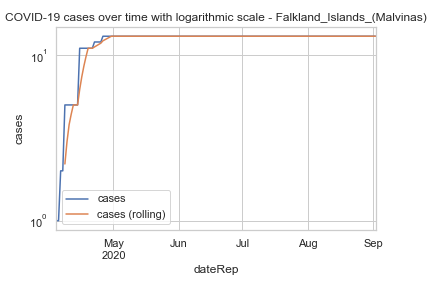 COVID-19 cases over time with logarithmic scale - Falkland_Islands_(Malvinas)
10¹
cases
10⁰
cases
cases (rolling)
May
2020
Jun
Jul
Aug
Sep
dateRep